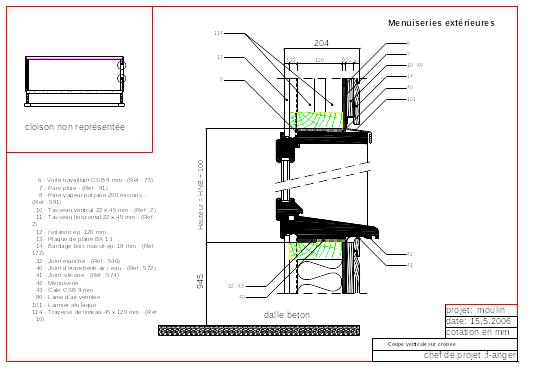 Menuiseries extérieures
114
204
6
7
13
10 - 80
9
120
14
40
101
cloison non représentée
6 - Voile travaillant OSB 9 mm - (Réf : 75)
7 - Pare pluie - (Réf : 91)
8 - Pare-vapeur polyane 200 microns -
(Réf : 591)
10 - Tasseau vertical 22 x 45 mm - (Réf : 2)
11 - Tasseau horizontal 22 x 45 mm - (Réf :
2)
12 - Isolation ép. 120 mm
13 - Plaque de plâtre BA 13
14 - Bardage bois massif ép. 18 mm - (Réf :
172)
32 - Joint étanche - (Réf : 546)
40 - Joint d'étanchéité air / eau - (Réf : 572)
41 - Joint silicone - (Réf : 574)
42 - Menuiserie
43 - Cale OSB 9 mm
80 - Lame d'air ventilée
101 - Larmier alu laqué
114 - Traverse de linteau 45 x 120 mm - (Réf
: 10)
Hauteur = HNB + 100
945
42
41
32 - 43
40
dalle beton
projet: moulin
date: 15.5.2006
cotation en mm
Coupe verticale sur croisée
chef de projet :f-anger